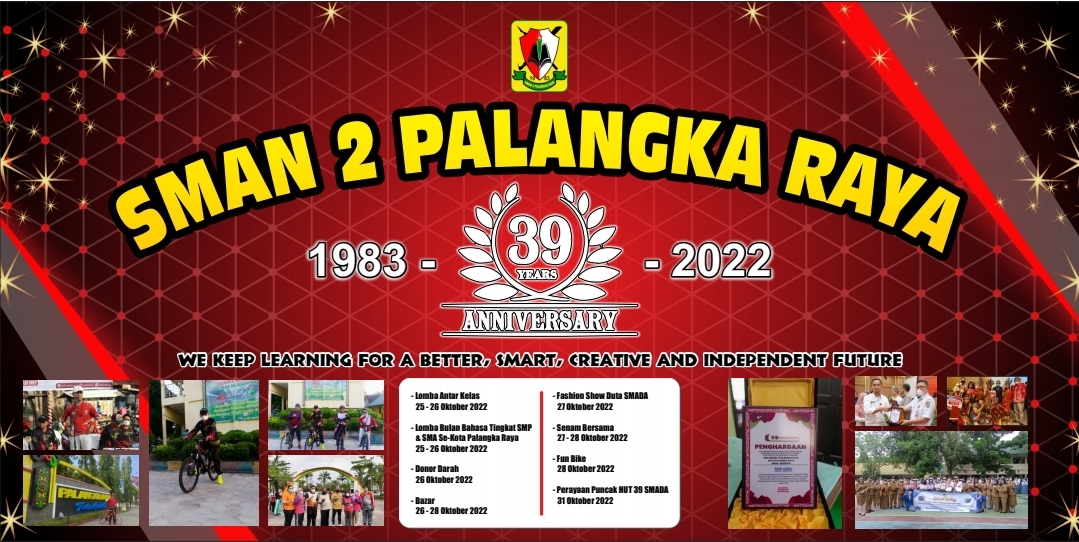 SMAN 2 PALANGKA RAYA
1983 -
39
YEARS
ANNIVERSARY
- 2022
WE KEEP LEARNING FOR A BETTER, SMART, CREATIVE AND INDEPENDENT FUTURE
- Lomba Antar Kelas
25 - 26 Oktober 2022
- Lomba Bulan Bahasa Tingkat SMP
& SMA Se-Kota Palangka Raya
25 - 26 Oktober 2022
- Donor Darah
26 Oktober 2022
- Bazar
26 - 28 Oktober 2022
- Fashion Show Duta SMADA
27 Oktober 2022
- Senam Bersama
27 - 28 Oktober 2022
- Fun Bike
28 Oktober 2022
- Perayaan Puncak HUT 39 SMADA
31 Oktober 2022
PENGHARGAAN